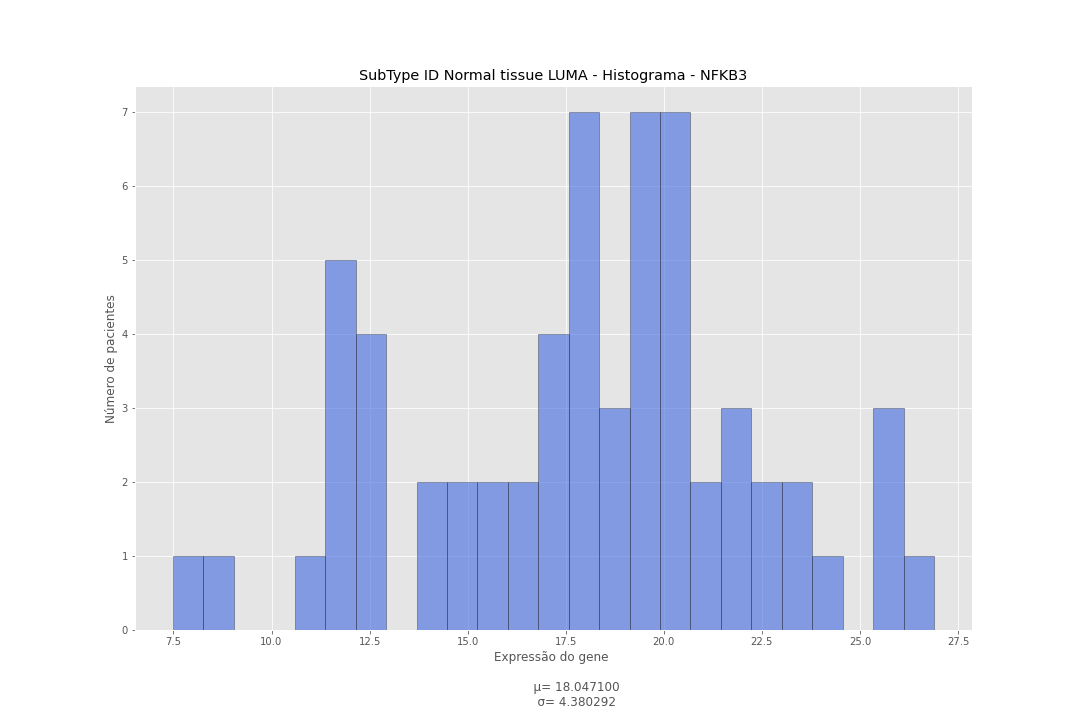 SubType ID Normal tissue LUMA - Histograma - NFKB3
7
6
5
4
3
2
1
0
Número de pacientes
7.5 10.0 12.5 15.0 17.5 20.0 22.5 25.0 27.5
Expressão do gene
μ= 18.047100
σ= 4.380292